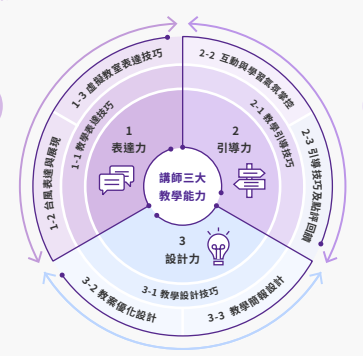 講師三大
教學能力
1
表達力
1-1 教學表達技巧
1-2 台風表達與展現
1-3 虛擬教室表達技巧
2
引導力
2-1 教學引導技巧
2-2 互動與學習氣氛掌控
2-3 引導技巧及點評回饋
3
設計力
3-1 教學設計技巧
3-2 教案優化設計
3-3 教學簡報設計